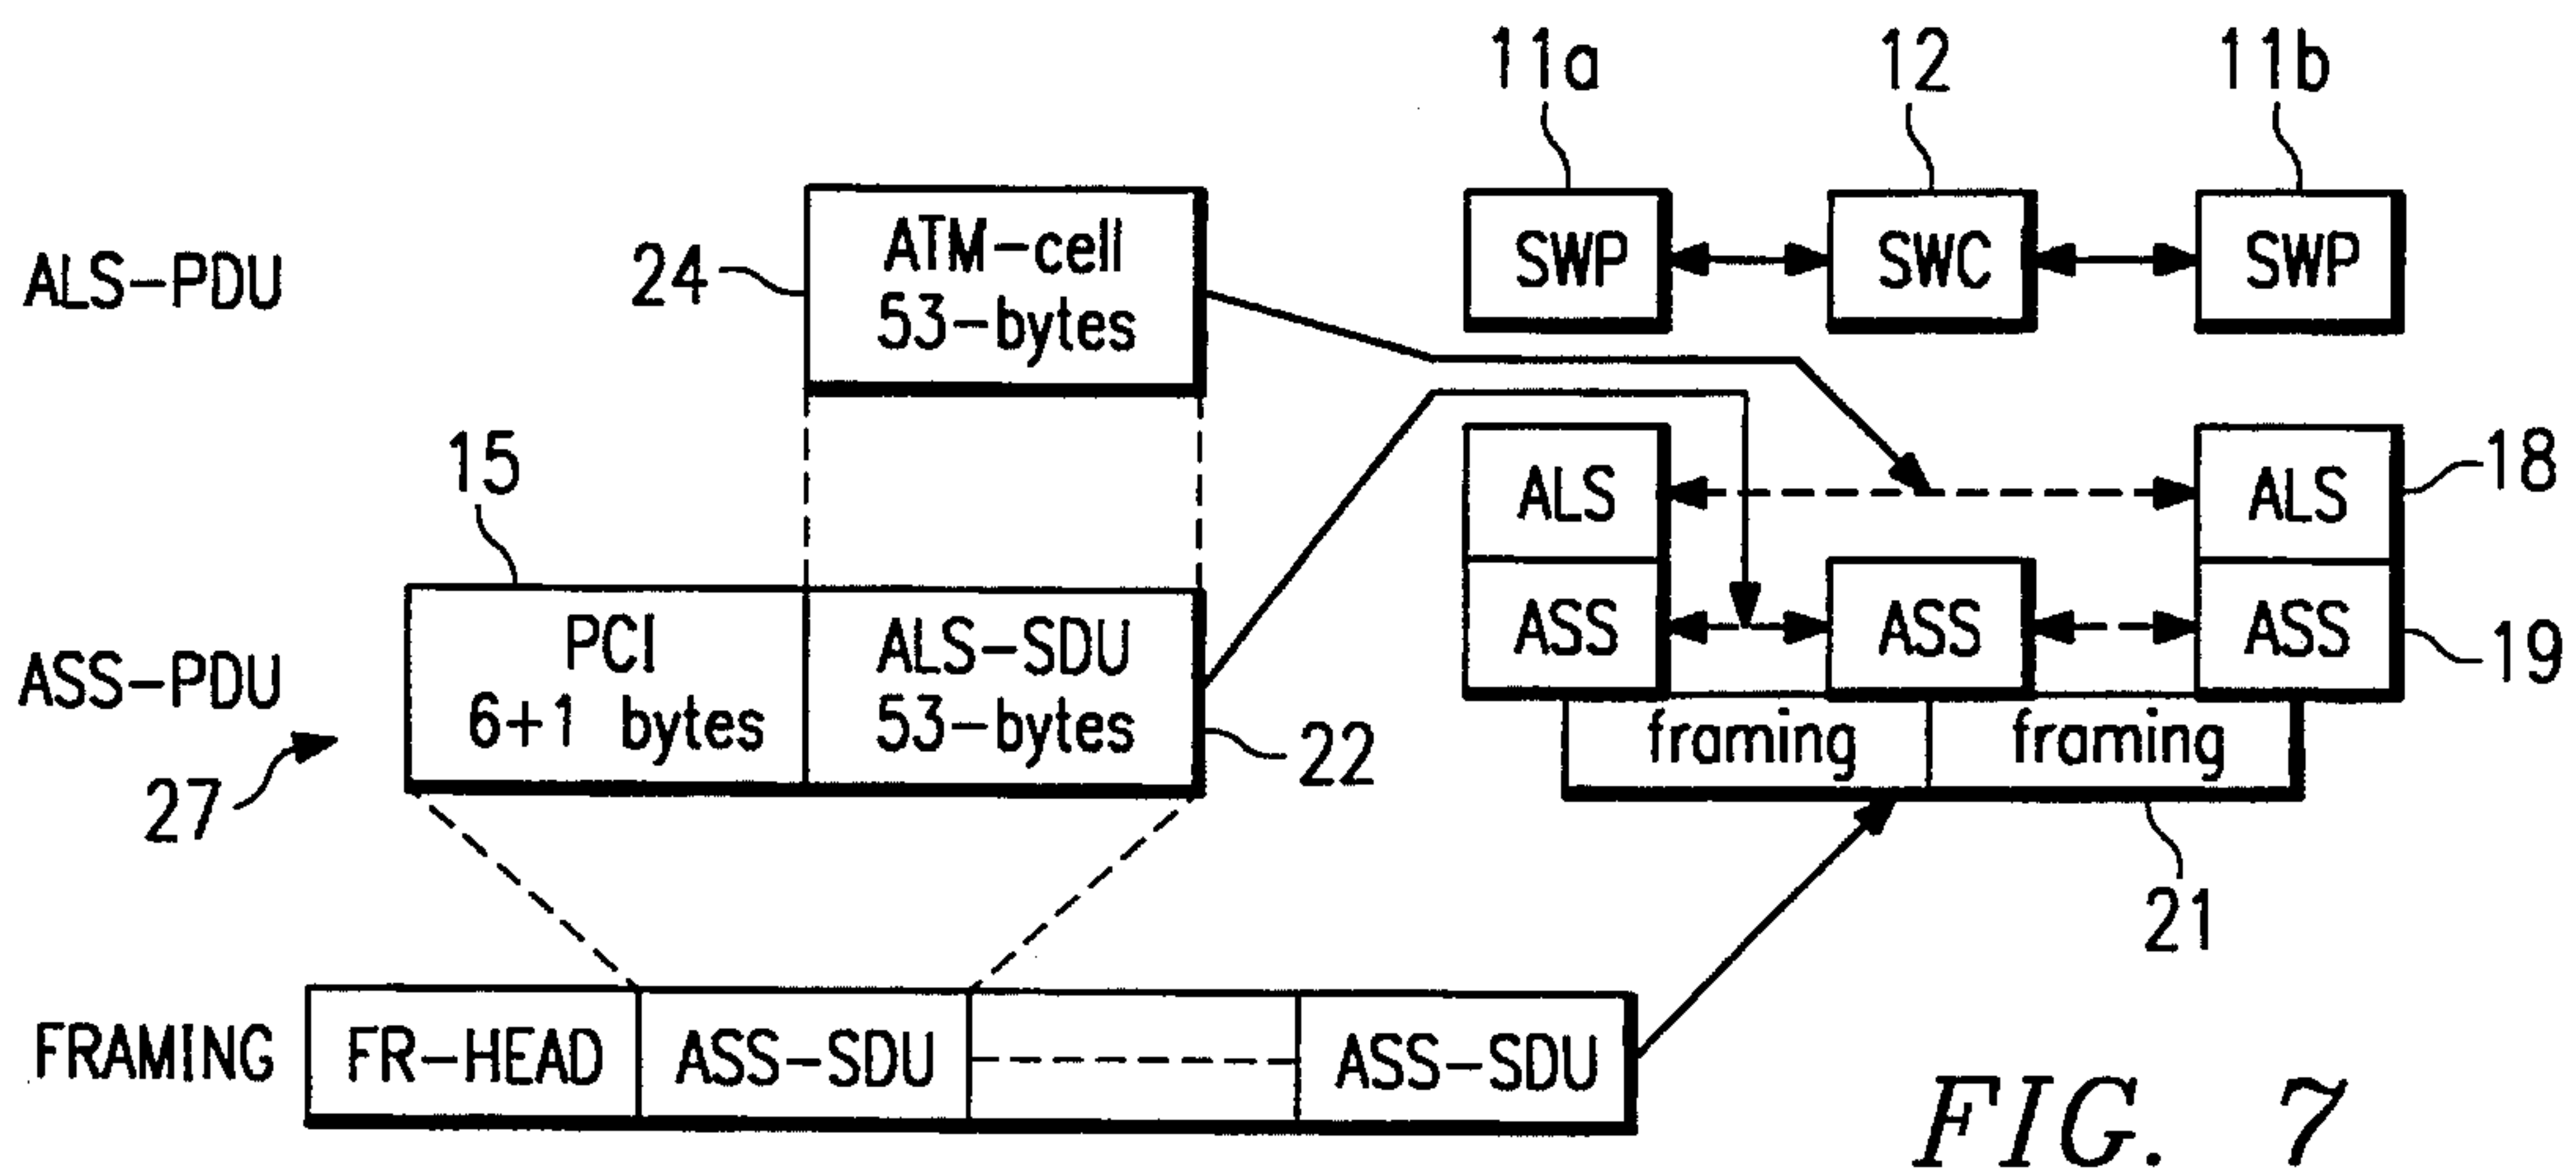 11a
12
11b
ALS-PDU
24
ATM-cell
53-bytes
SWP
SWC
SWP
15
ALS
ALS
18
ASS-PDU
PCI
6+1 bytes
ALS-SDU
53-bytes
ASS
ASS
ASS
19
27
22
framing
framing
21
FRAMING
FR-HEAD
ASS-SDU
ASS-SDU
FIG. 7